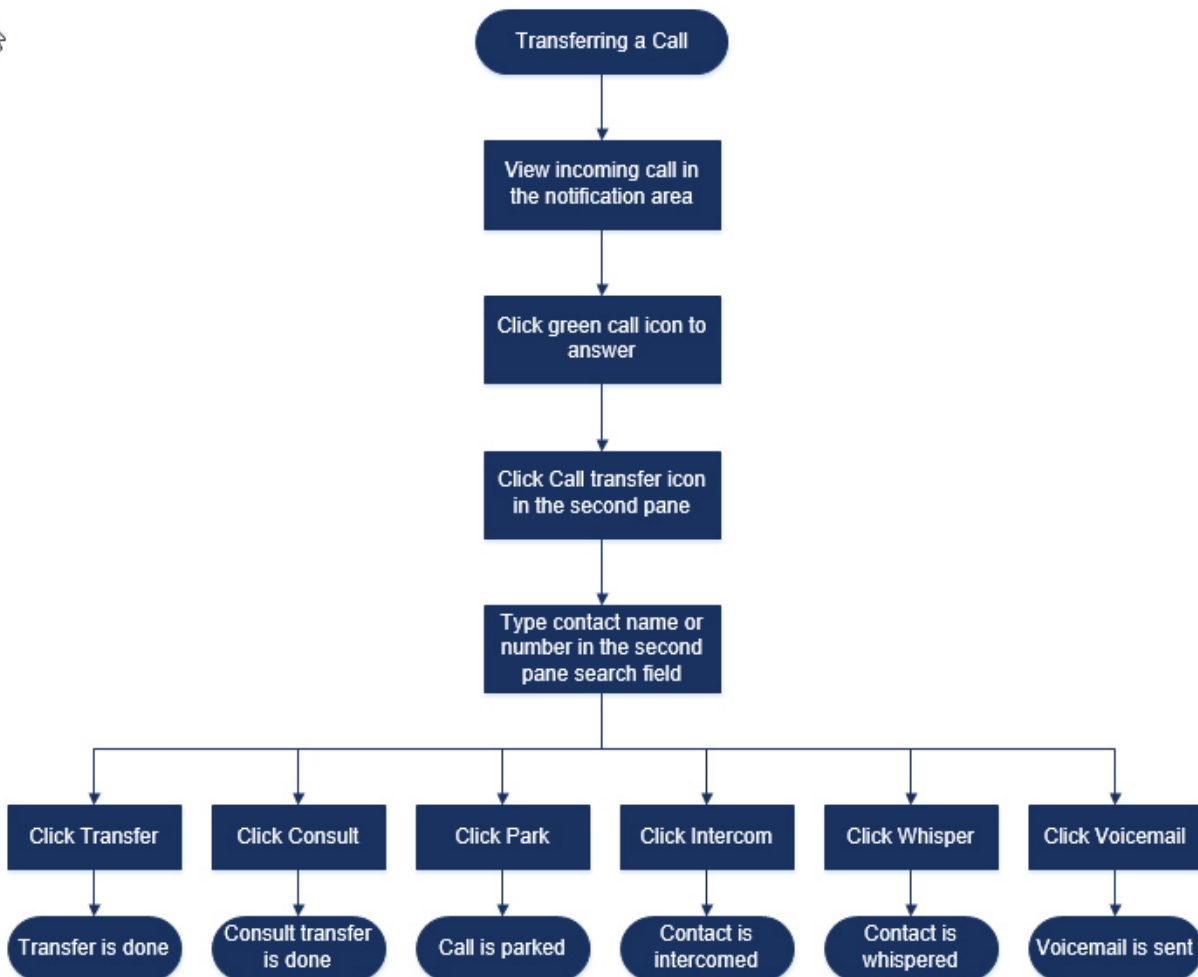 Transferring a Call
View incoming call in
the notification area
Click green call icon to
answer
Click Call transfer icon
in the second pane
Type contact name or
number in the second
pane search field
Click Transfer
Click Consult
Click Park
Click Intercom
Click Whisper
Click Voicemail
Transfer is done
Consult transfer
is done
Call is parked
Contact is
intercomed
Contact is
whispered
Voicemail is sent